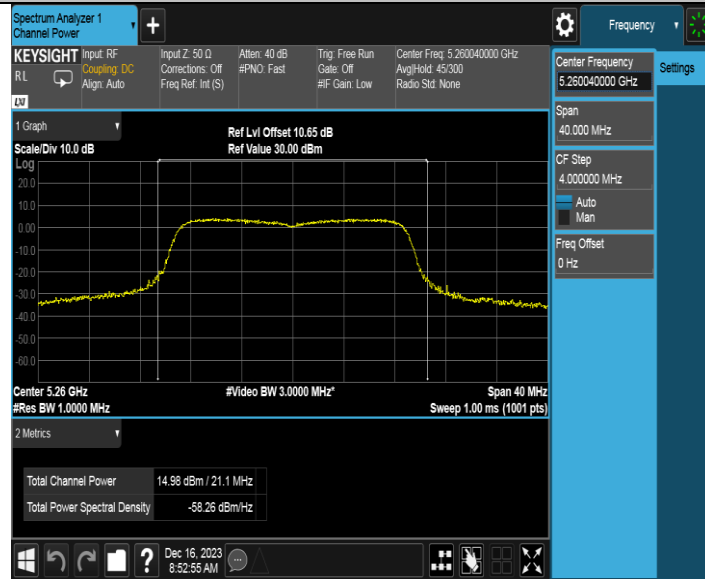 Spectrum Analyzer 1
Channel Power
+
Frequency
KEYSIGHT
RL
LXI
Input: RF
Coupling: DC
Align: Auto
Input Z: 50 Ω
Corrections: Off
Freq Ref: Int (S)
Atten: 40 dB
#PNO: Fast
Trig: Free Run
Gate: Off
#IF Gain: Low
Center Freq: 5.260040000 GHz
Avg|Hold: 45/300
Radio Std: None
Center Frequency
5.260040000 GHz
Settings
Span
40.000 MHz
CF Step
4.000000 MHz
Auto
Man
Freq Offset
0 Hz
1 Graph
Scale/Div 10.0 dB
Ref Lvl Offset 10.65 dB
Ref Value 30.00 dBm
Log
20.0
10.0
0.00
-10.0
-20.0
-30.0
-40.0
-50.0
-60.0
Center 5.26 GHz
#Res BW 1.0000 MHz
#Video BW 3.0000 MHz*
Span 40 MHz
Sweep 1.00 ms (1001 pts)
2 Metrics
Total Channel Power 14.98 dBm / 21.1 MHz
Total Power Spectral Density -58.26 dBm/Hz
?
Dec 16, 2023
8:52:55 AM